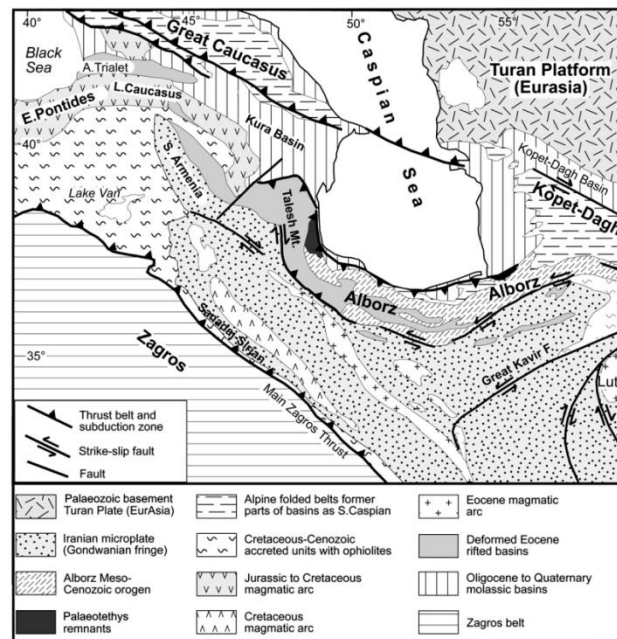 40° 45° 50° 55°
Black
Sea
Great Caucasus
Caspian
Sea
Turan Platform
(Eurasia)
A.Trialet
L.Caucasus
E.Pontides
Kura Basin
40°
Kopet-Dagh Basin
Kopet-Dagh
S. Armenia
Lake Van
Talesh Mt.
Alborz
Alborz
35°
Zagros
Sanandaj-Sirjan
Main Zagros Thrust
Great Kavir F.
Lut
Thrust belt and
subduction zone
Strike-slip fault
Fault
Palaeozoic basement
Turan Plate (EurAsia)
Alpine folded belts former
parts of basins as S.Caspian
Eocene magmatic
arc
Iranian microplate
(Gondwanian fringe)
Cretaceous-Cenozoic
accreted units with ophiolites
Deformed Eocene
rifted basins
Alborz Meso-
Cenozoic orogen
Jurassic to Cretaceous
magmatic arc
Oligocene to Quaternary
molassic basins
Palaeotethys
remnants
Cretaceous
magmatic arc
Zagros belt